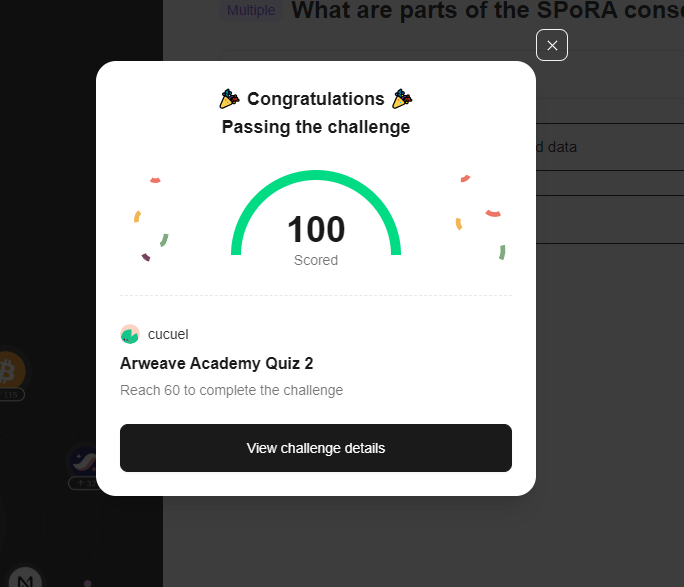 Multiple What are parts of the SPoRA
Congratulations
Passing the challenge
d data
100
Scored
cucuel
Arweave Academy Quiz 2
Reach 60 to complete the challenge
View challenge details